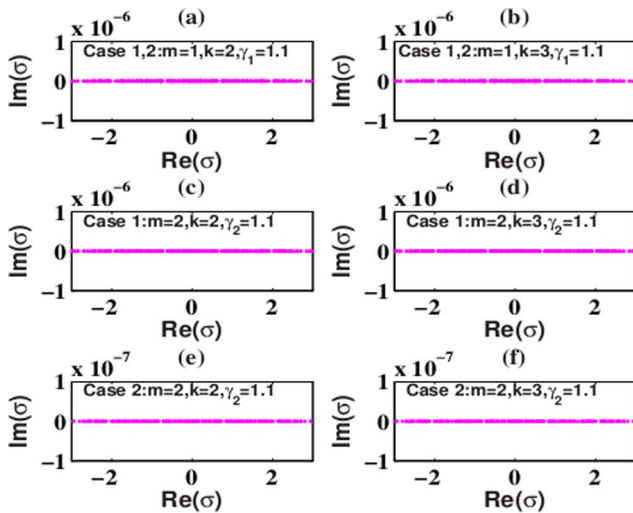 (a)
x 10⁻⁶
Case 1,2:m=1,k=2,γ₁=1.1
1
0
−1
Im(σ)
−2 0 2
Re(σ)
(b)
x 10⁻⁶
Case 1,2:m=1,k=3,γ₁=1.1
1
0
−1
Im(σ)
−2 0 2
Re(σ)
(c)
x 10⁻⁶
Case 1:m=2,k=2,γ₂=1.1
1
0
−1
Im(σ)
−2 0 2
Re(σ)
(d)
x 10⁻⁶
Case 1:m=2,k=3,γ₂=1.1
1
0
−1
Im(σ)
−2 0 2
Re(σ)
(e)
x 10⁻⁷
Case 2:m=2,k=2,γ₂=1.1
1
0
−1
Im(σ)
−2 0 2
Re(σ)
(f)
x 10⁻⁷
Case 2:m=2,k=3,γ₂=1.1
1
0
−1
Im(σ)
−2 0 2
Re(σ)